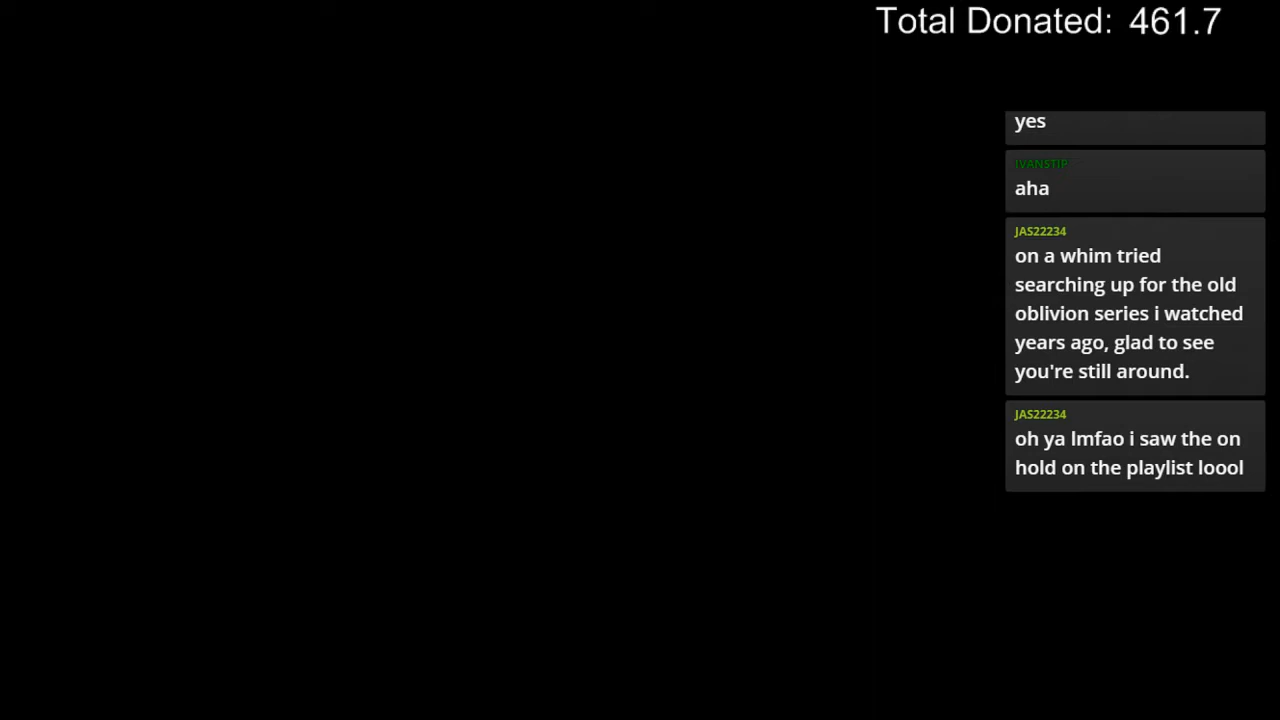 Total Donated: 461.7
yes
IVANSTIP
aha
JAS22234
on a whim tried
searching up for the old
oblivion series i watched
years ago, glad to see
you're still around.
JAS22234
oh ya lmfao i saw the on
hold on the playlist loool